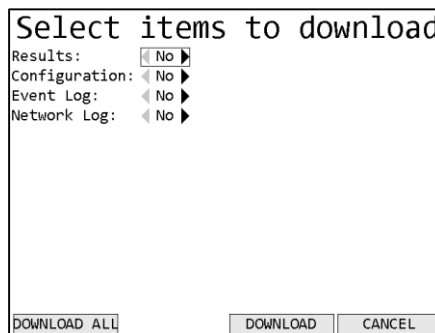 Select items to download
Results: No
Configuration: No
Event Log: No
Network Log: No
DOWNLOAD ALL DOWNLOAD CANCEL